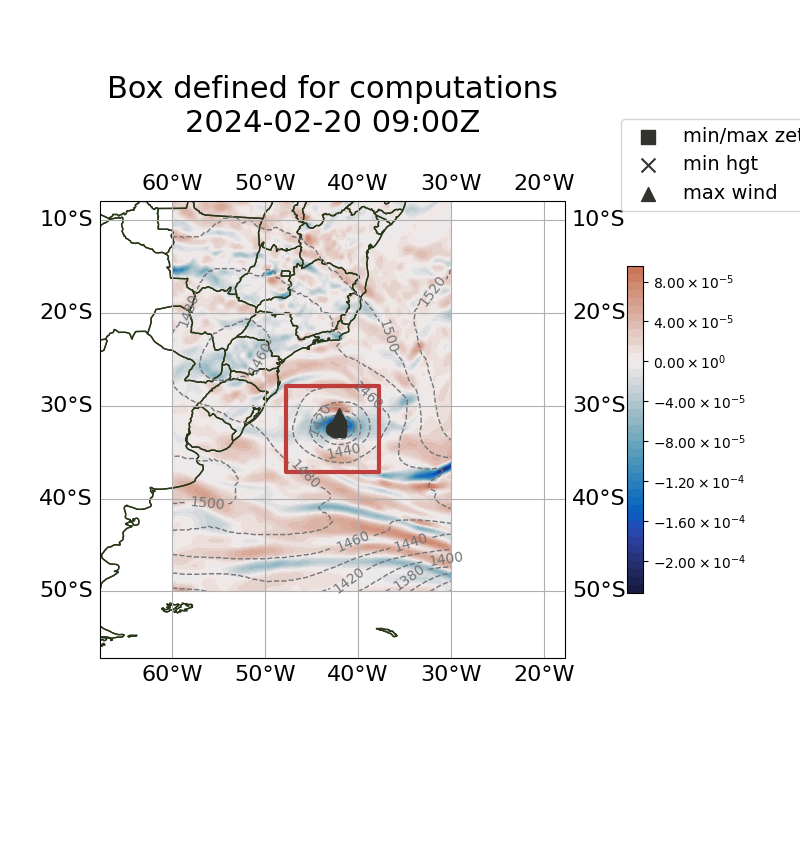 Box defined for computations
2024-02-20 09:00Z
min/max zet
min hgt
max wind
60°W 50°W 40°W 30°W 20°W
10°S 10°S
20°S 20°S
30°S 30°S
40°S 40°S
50°S 50°S
60°W 50°W 40°W 30°W 20°W
8.00 × 10⁻⁵
4.00 × 10⁻⁵
0.00 × 10⁰
−4.00 × 10⁻⁵
−8.00 × 10⁻⁵
−1.20 × 10⁻⁴
−1.60 × 10⁻⁴
−2.00 × 10⁻⁴
1520
1500
1460
1460
1440
1480
1500
1460
1440
1400
1420
1380